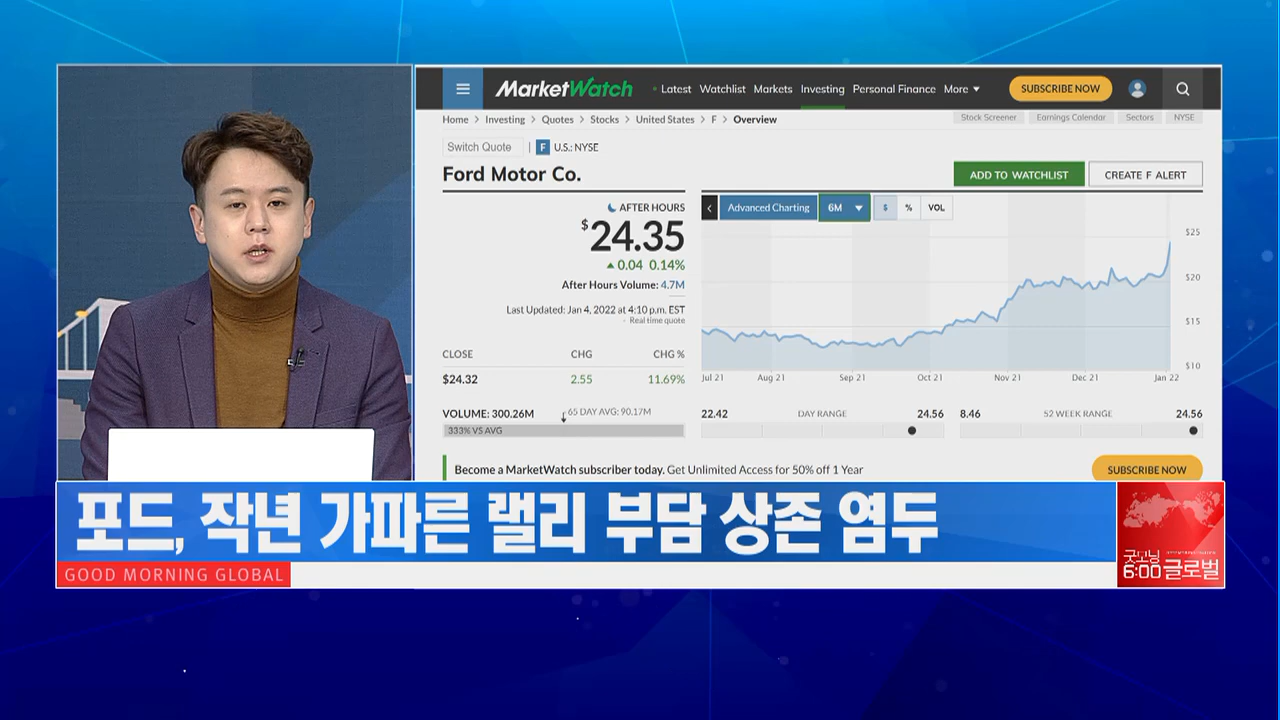 MarketWatch
Latest Watchlist Markets Investing Personal Finance More
SUBSCRIBE NOW
Home > Investing > Quotes > Stocks > United States > F > Overview
Stock Screener Earnings Calendar Sectors NYSE
Switch Quote | F U.S.: NYSE
Ford Motor Co.
ADD TO WATCHLIST CREATE F ALERT
AFTER HOURS
$24.35
0.04 0.14%
After Hours Volume: 4.7M
Last Updated: Jan 4, 2022 at 4:10 p.m. EST
Real time quote
CLOSE CHG CHG %
$24.32 2.55 11.69%
Advanced Charting 6M $ % VOL
$25
$20
$15
$10
Jul 21 Aug 21 Sep 21 Oct 21 Nov 21 Dec 21 Jan 22
VOLUME: 300.26M 65 DAY AVG: 90.17M
333% VS AVG
22.42 DAY RANGE 24.56
8.46 52 WEEK RANGE 24.56
Become a MarketWatch subscriber today. Get Unlimited Access for 50% off 1 Year
SUBSCRIBE NOW
포드, 작년 가파른 랠리 부담 상존 염두
GOOD MORNING GLOBAL
굿모닝
6:00 글로벌